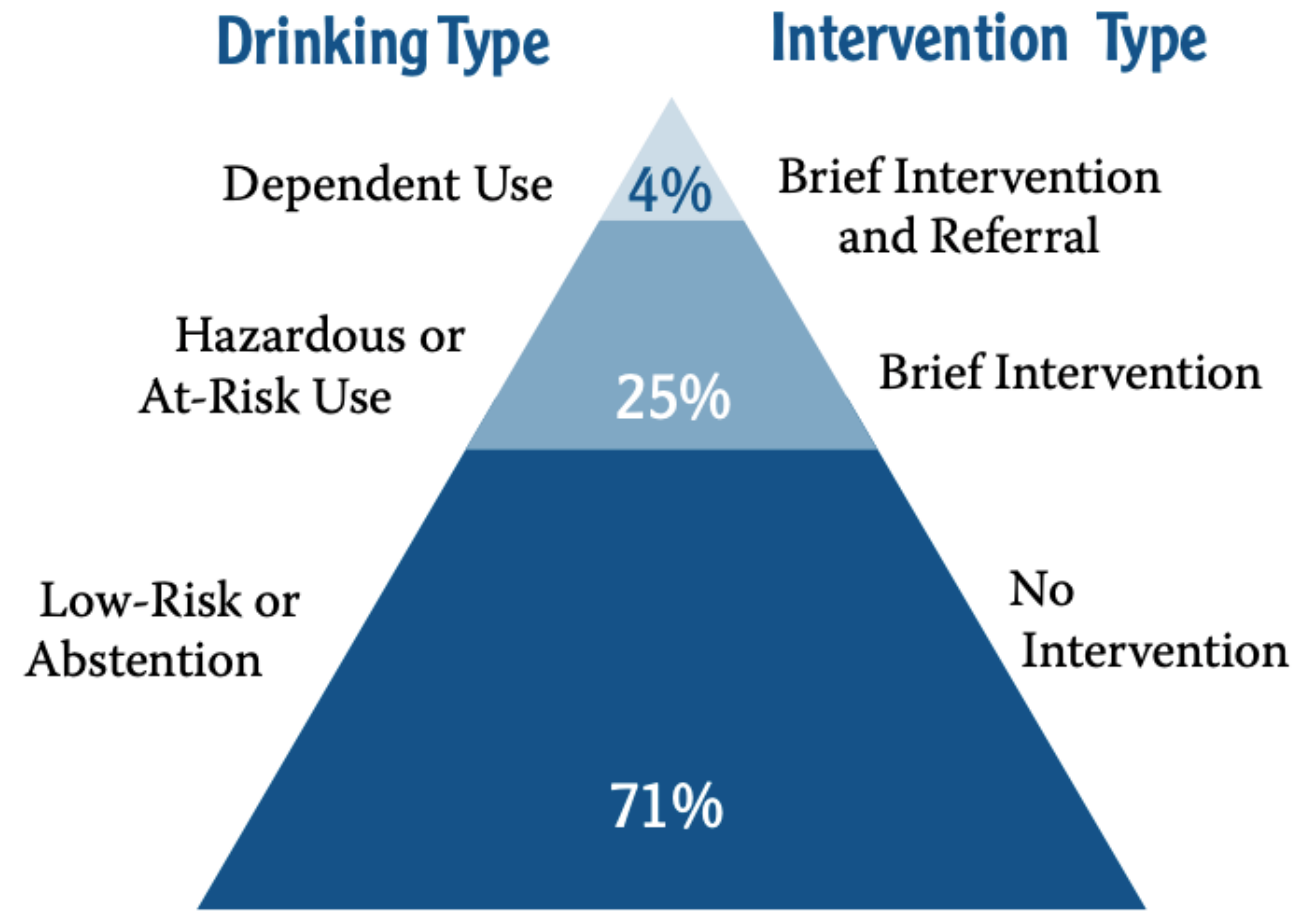 Drinking Type
Intervention Type
Dependent Use
4%
Brief Intervention
and Referral
Hazardous or
At-Risk Use
25%
Brief Intervention
Low-Risk or
Abstention
71%
No
Intervention